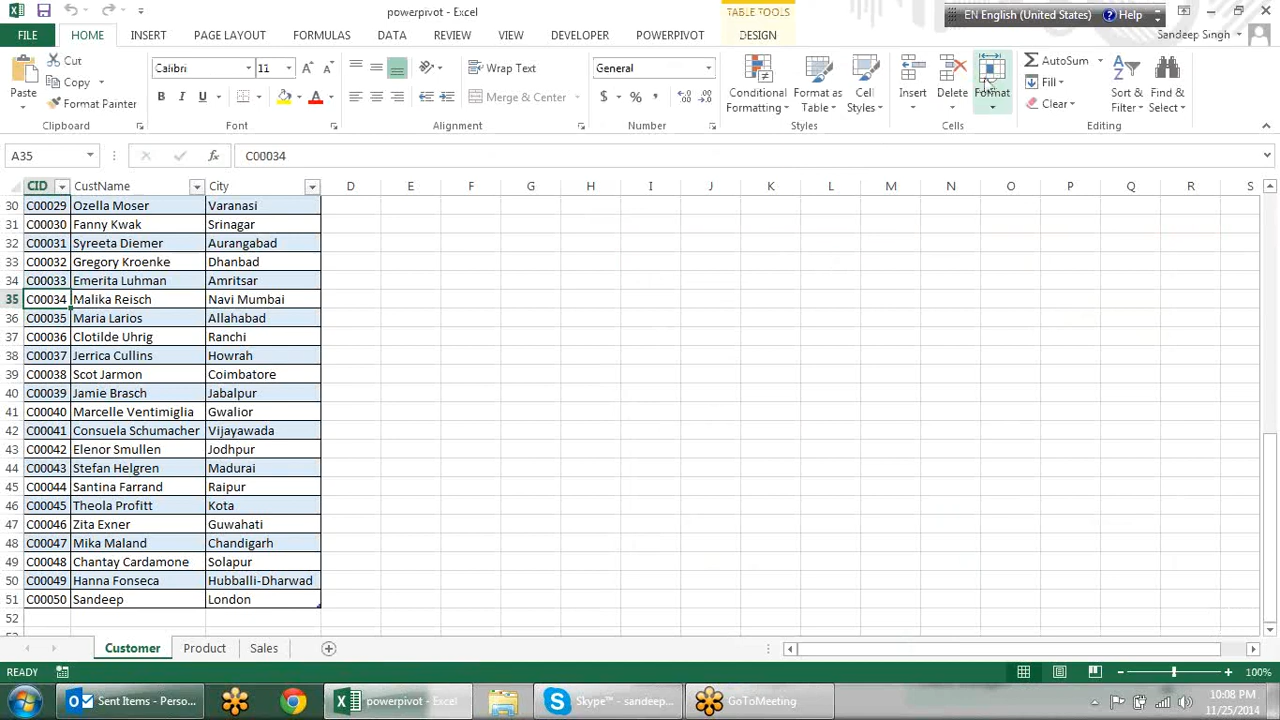 powerpivot - Excel
TABLE TOOLS
EN English (United States) Help
FILE HOME INSERT PAGE LAYOUT FORMULAS DATA REVIEW VIEW DEVELOPER POWERPIVOT DESIGN Sandeep Singh
Paste Cut Copy Format Painter
Calibri 11 B I U A
Wrap Text Merge & Center
General $ % ,
Conditional Formatting Format as Table Cell Styles
Insert Delete Format
AutoSum Fill Clear
Sort & Filter Find & Select
Clipboard Font Alignment Number Styles Cells Editing
A35 fx C00034
CID CustName City D E F G H I J K L M N O P Q R S
30 C00029 Ozella Moser Varanasi
31 C00030 Fanny Kwak Srinagar
32 C00031 Syreeta Diemer Aurangabad
33 C00032 Gregory Kroenke Dhanbad
34 C00033 Emerita Luhman Amritsar
35 C00034 Malika Reisch Navi Mumbai
36 C00035 Maria Larios Allahabad
37 C00036 Clotilde Uhrig Ranchi
38 C00037 Jerrica Cullins Howrah
39 C00038 Scot Jarmon Coimbatore
40 C00039 Jamie Brasch Jabalpur
41 C00040 Marcelle Ventimiglia Gwalior
42 C00041 Consuela Schumacher Vijayawada
43 C00042 Elenor Smullen Jodhpur
44 C00043 Stefan Helgren Madurai
45 C00044 Santina Farrand Raipur
46 C00045 Theola Profitt Kota
47 C00046 Zita Exner Guwahati
48 C00047 Mika Maland Chandigarh
49 C00048 Chantay Cardamone Solapur
50 C00049 Hanna Fonseca Hubballi-Dharwad
51 C00050 Sandeep London
52
Customer Product Sales
READY 100%
Sent Items - Perso... powerpivot - Excel Skype™ - sandeep... GoToMeeting 10:08 PM
11/25/2014